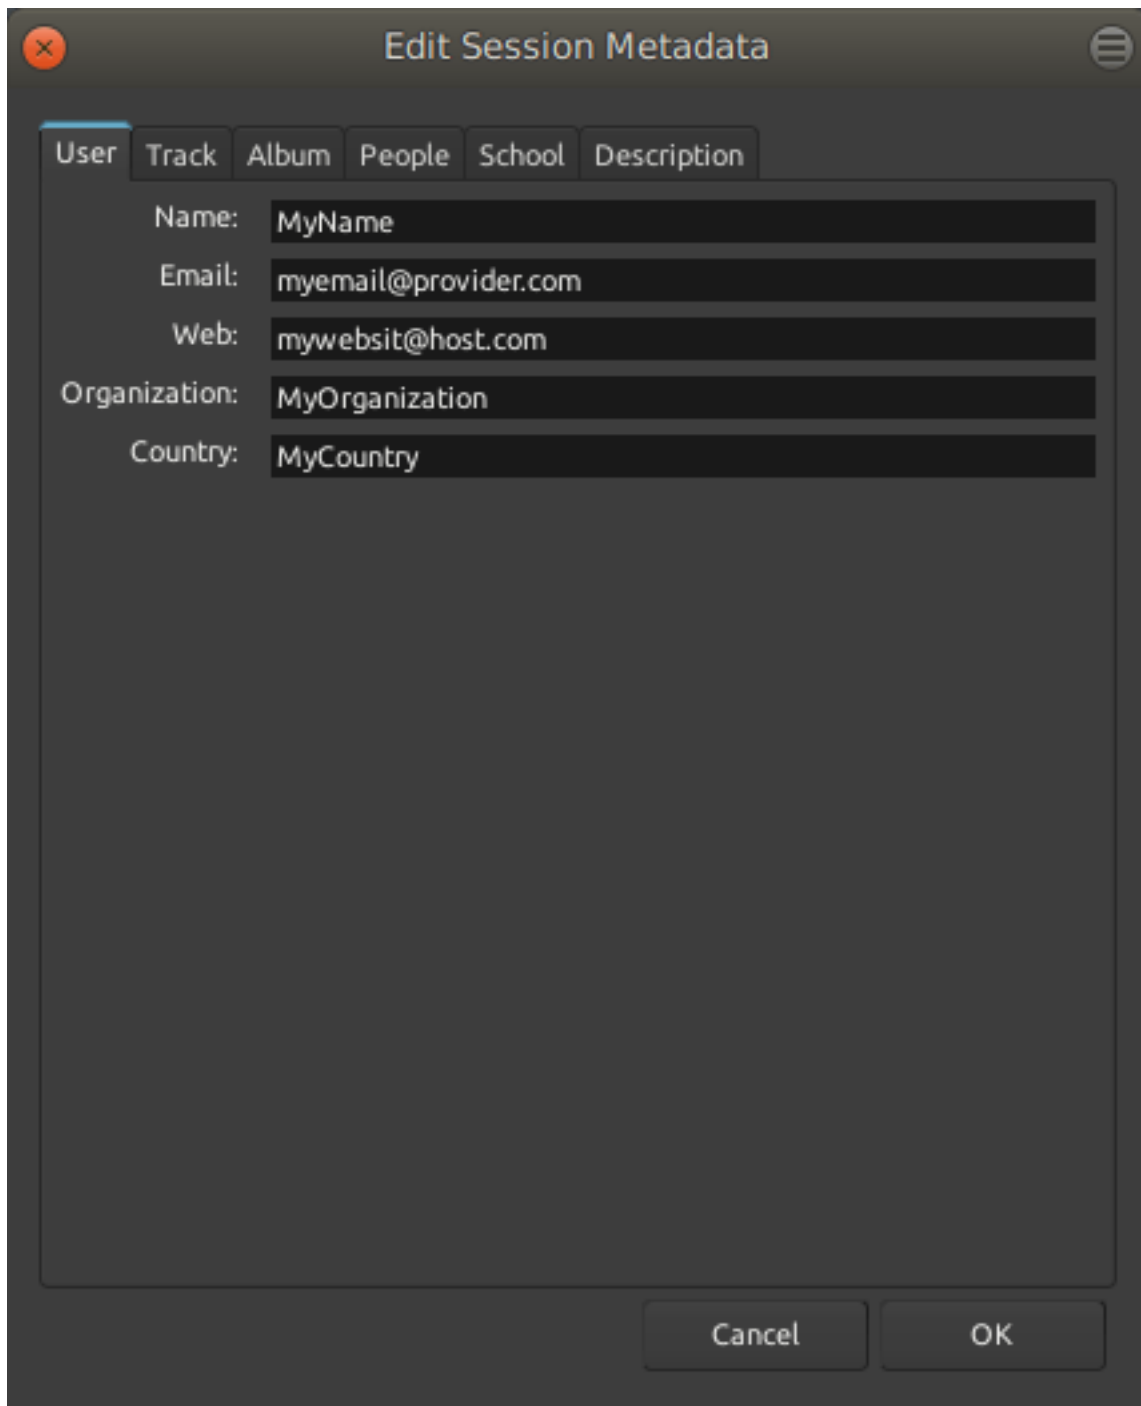 Edit Session Metadata
User Track Album People School Description
Name: MyName
Email: myemail@provider.com
Web: mywebsit@host.com
Organization: MyOrganization
Country: MyCountry
Cancel OK